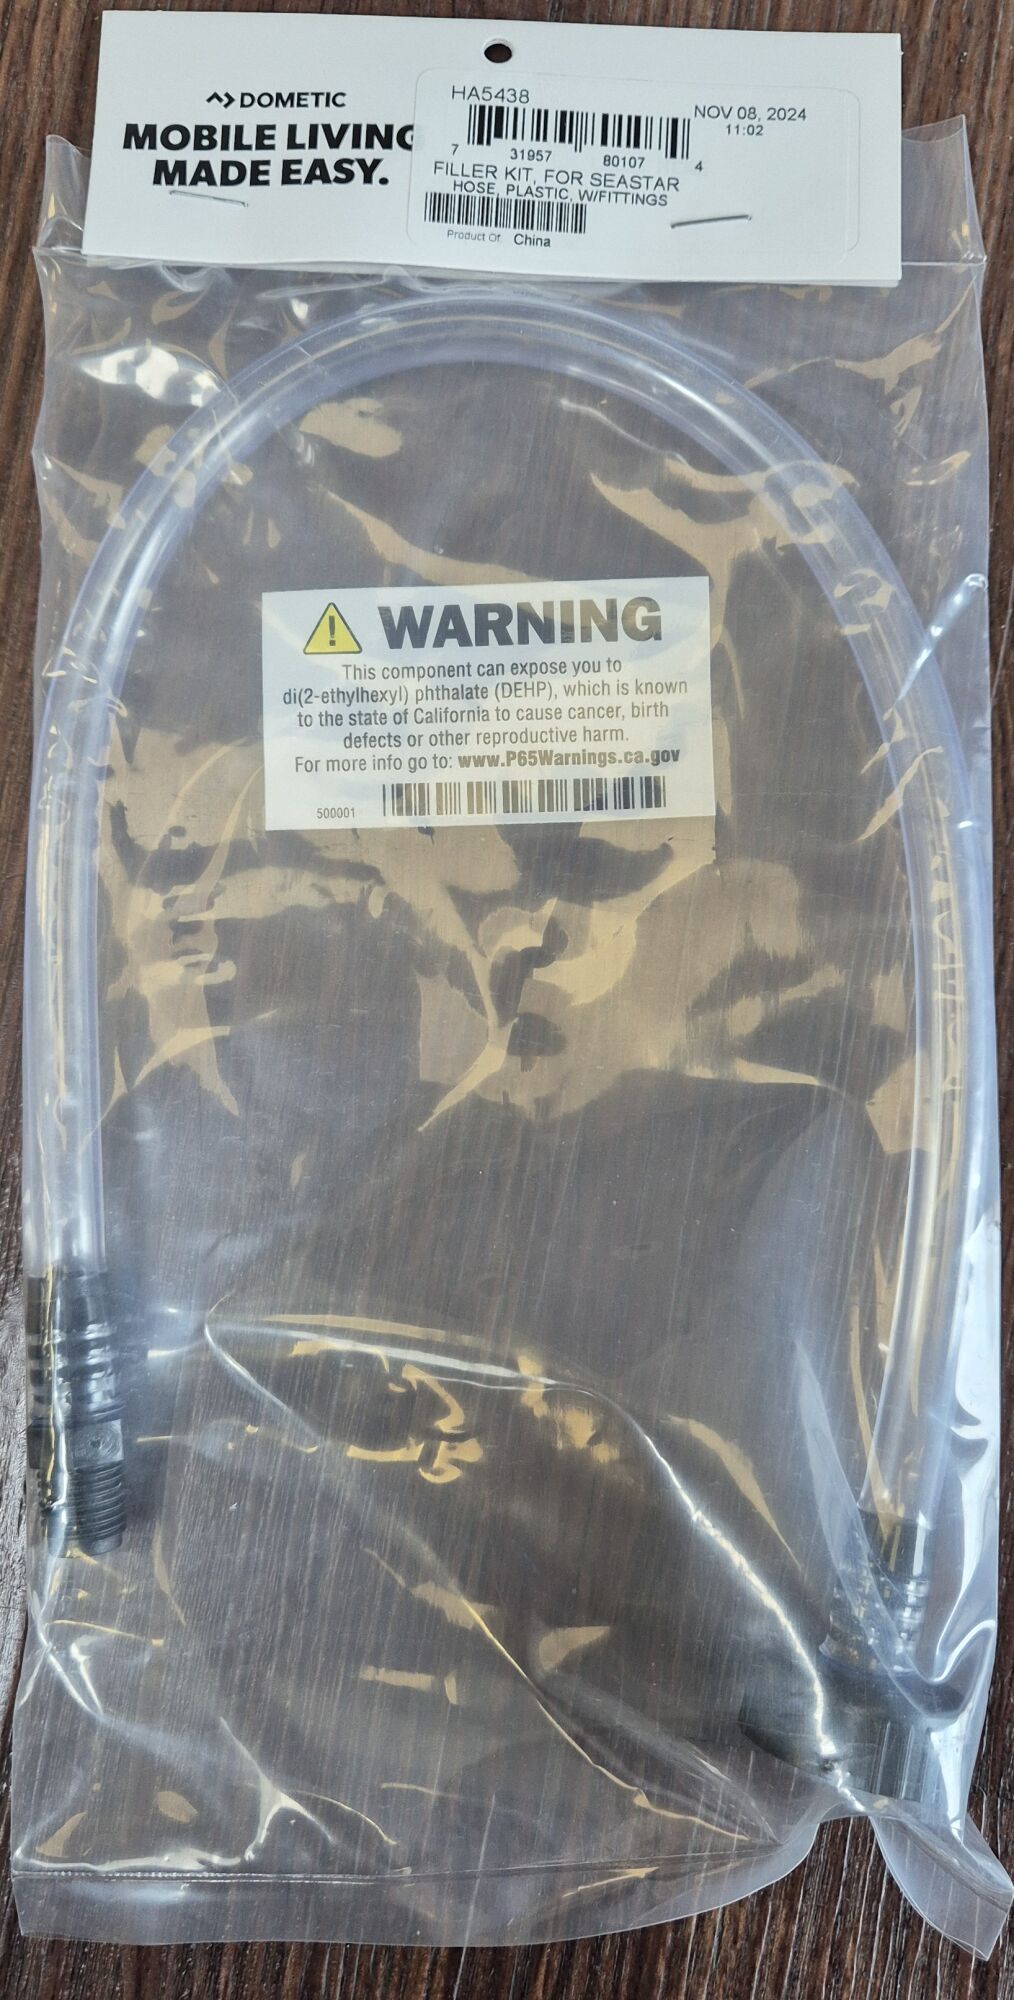 DOMETIC
MOBILE LIVING
MADE EASY.
HA5438
NOV 08, 2024
11:02
7 31957 80107 4
FILLER KIT, FOR SEASTAR
HOSE, PLASTIC, W/FITTINGS
Product Of: China
WARNING
This component can expose you to
di(2-ethylhexyl) phthalate (DEHP), which is known
to the state of California to cause cancer, birth
defects or other reproductive harm.
For more info go to: www.P65Warnings.ca.gov
500001